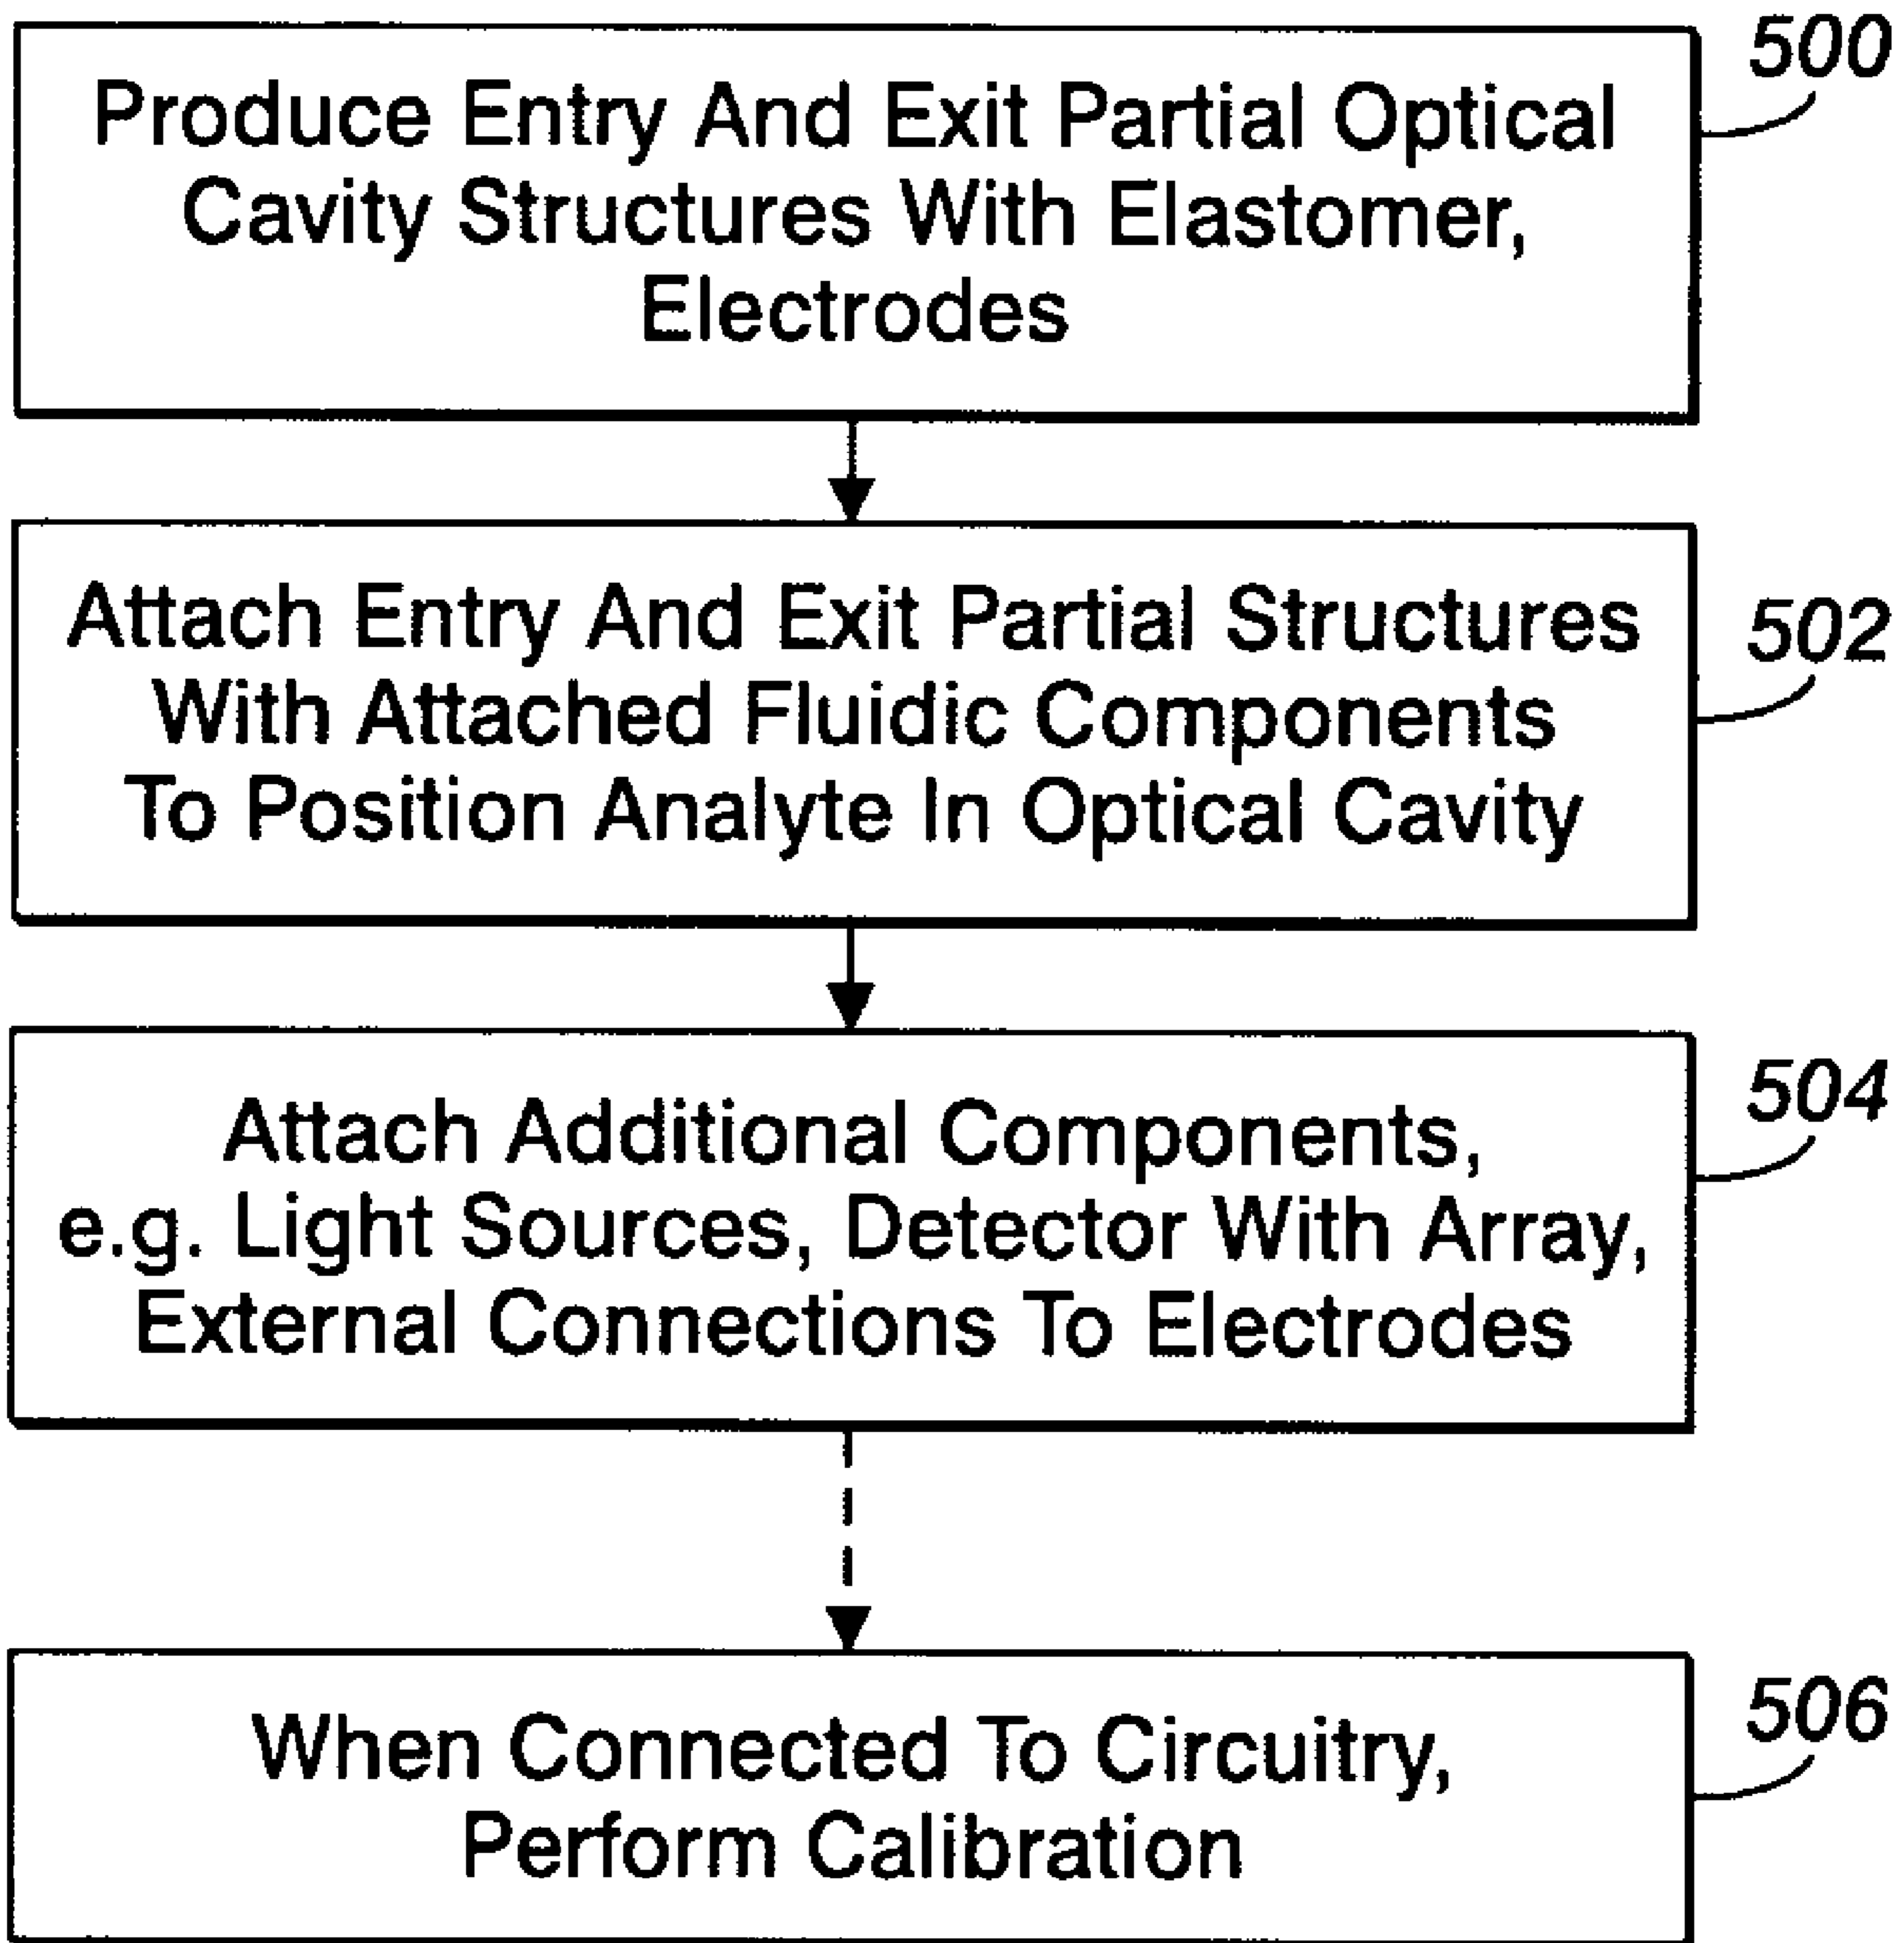 500
Produce Entry And Exit Partial Optical
Cavity Structures With Elastomer,
Electrodes
502
Attach Entry And Exit Partial Structures
With Attached Fluidic Components
To Position Analyte In Optical Cavity
504
Attach Additional Components,
e.g. Light Sources, Detector With Array,
External Connections To Electrodes
506
When Connected To Circuitry,
Perform Calibration